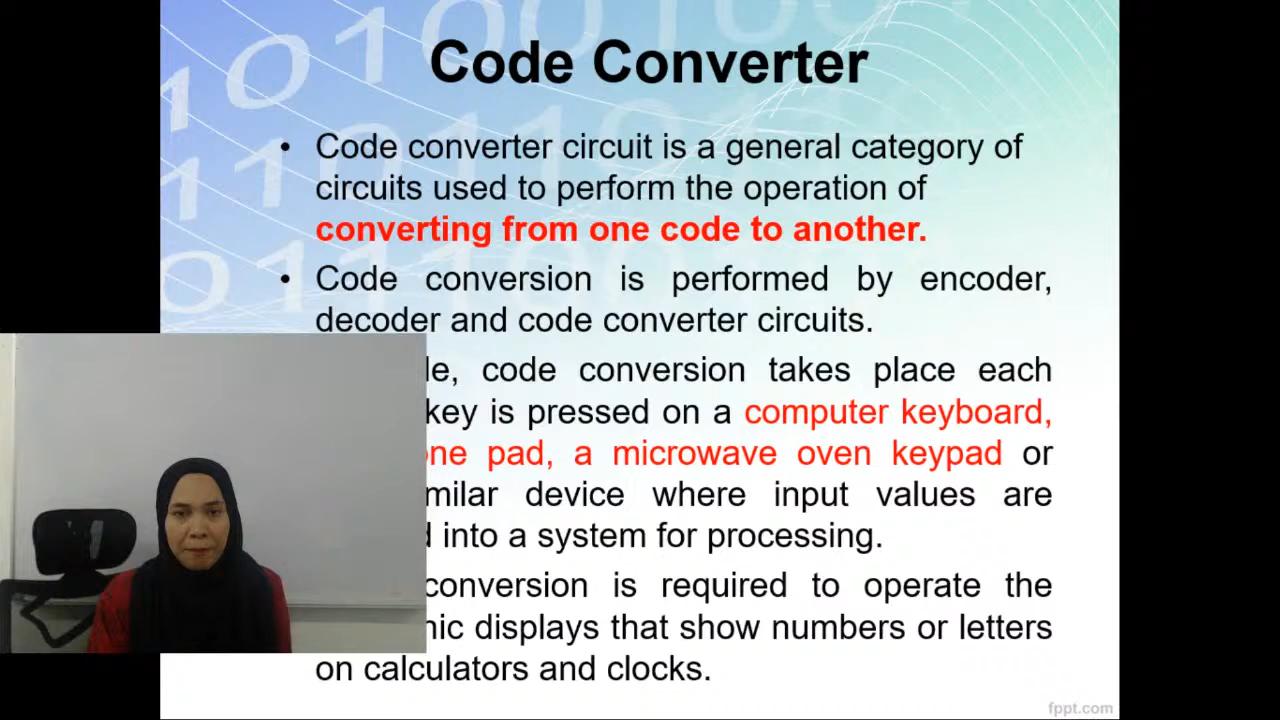 Code Converter
• Code converter circuit is a general category of
circuits used to perform the operation of
converting from one code to another.
• Code conversion is performed by encoder,
decoder and code converter circuits.
code conversion takes place each
key is pressed on a computer keyboard,
pad, a microwave oven keypad or
device where input values are
into a system for processing.
conversion is required to operate the
displays that show numbers or letters
on calculators and clocks.
fppt.com